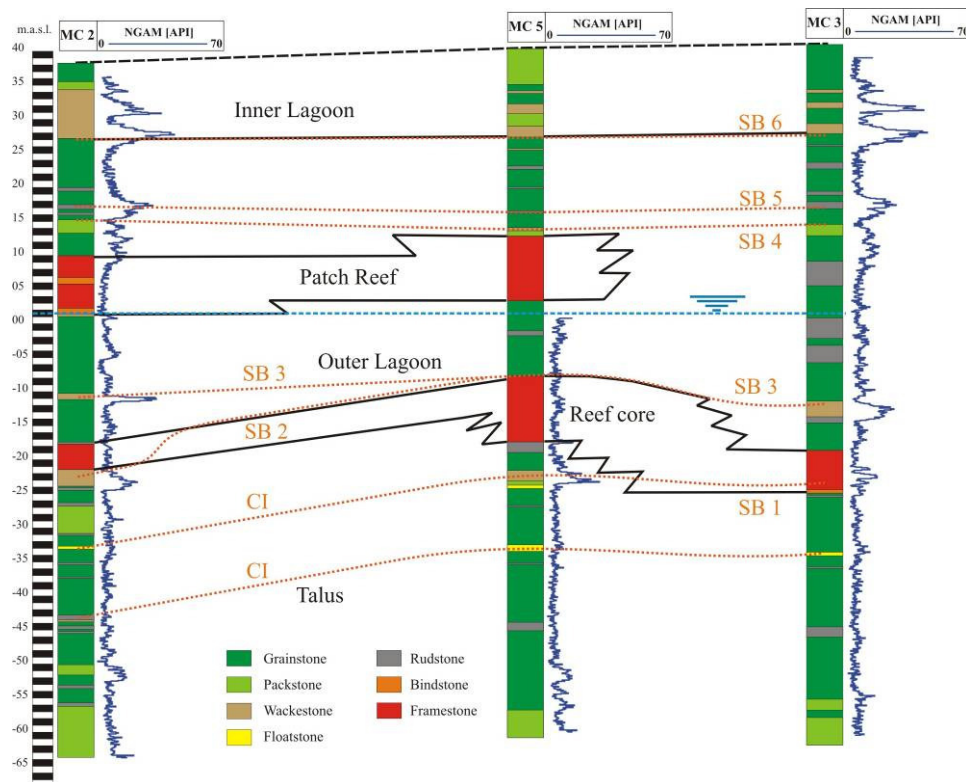 m.a.s.l.
MC 2
NGAM [API]
0 70
MC 5
NGAM [API]
0 70
MC 3
NGAM [API]
0 70
40
35
30
25
20
15
10
05
00
-05
-10
-15
-20
-25
-30
-35
-40
-45
-50
-55
-60
-65
Inner Lagoon
SB 6
SB 5
SB 4
Patch Reef
Outer Lagoon
SB 3
SB 3
SB 2
Reef core
CI
SB 1
CI
Talus
Grainstone
Packstone
Wackestone
Floatstone
Rudstone
Bindstone
Framestone